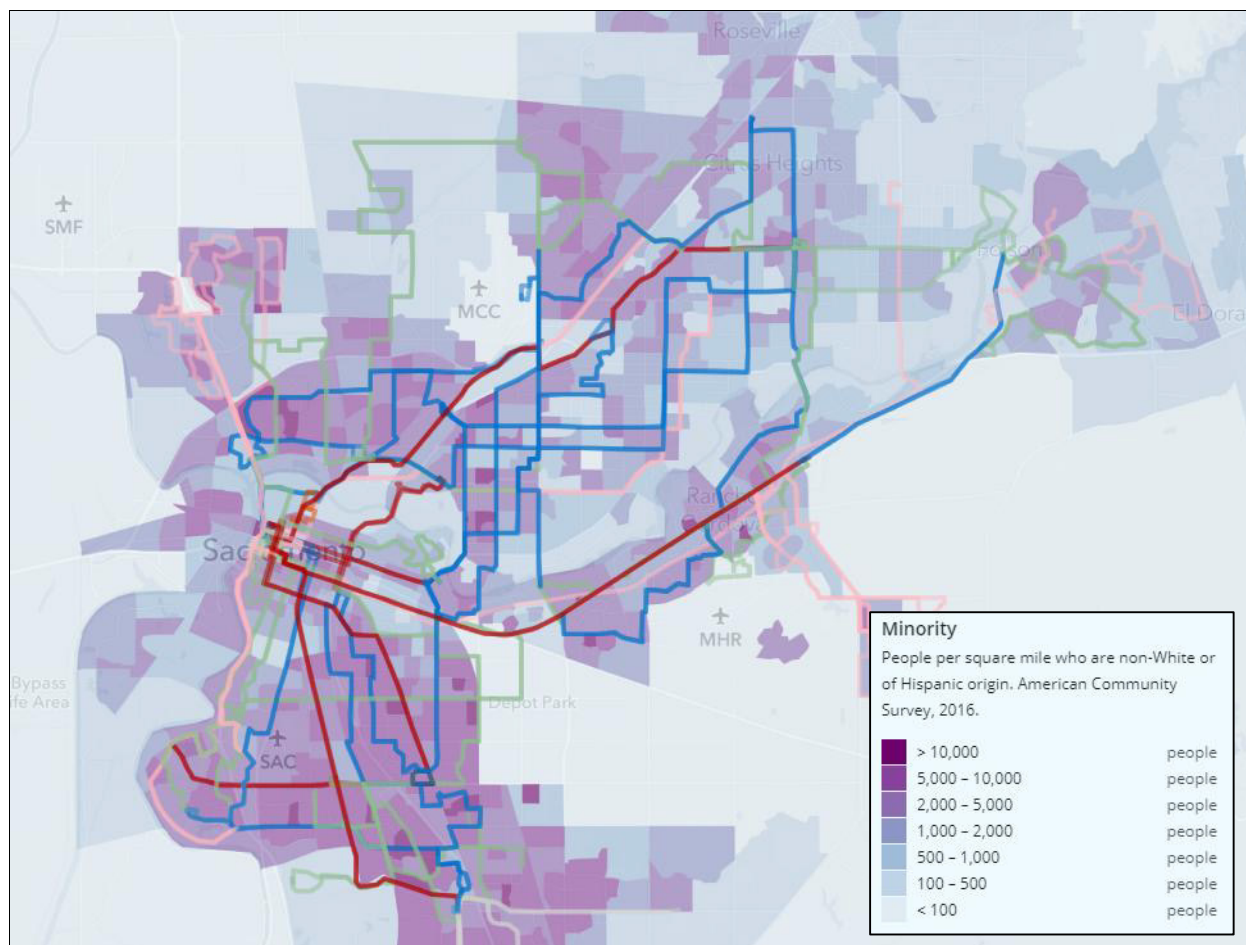 Roseville
Citrus Heights
SMF
MCC
Folsom
El Dora
Rancho
Cordova
Sacramento
MHR
Bypass
fe Area
Depot Park
SAC
Minority
People per square mile who are non-White or
of Hispanic origin. American Community
Survey, 2016.
> 10,000 people
5,000 – 10,000 people
2,000 – 5,000 people
1,000 – 2,000 people
500 – 1,000 people
100 – 500 people
< 100 people